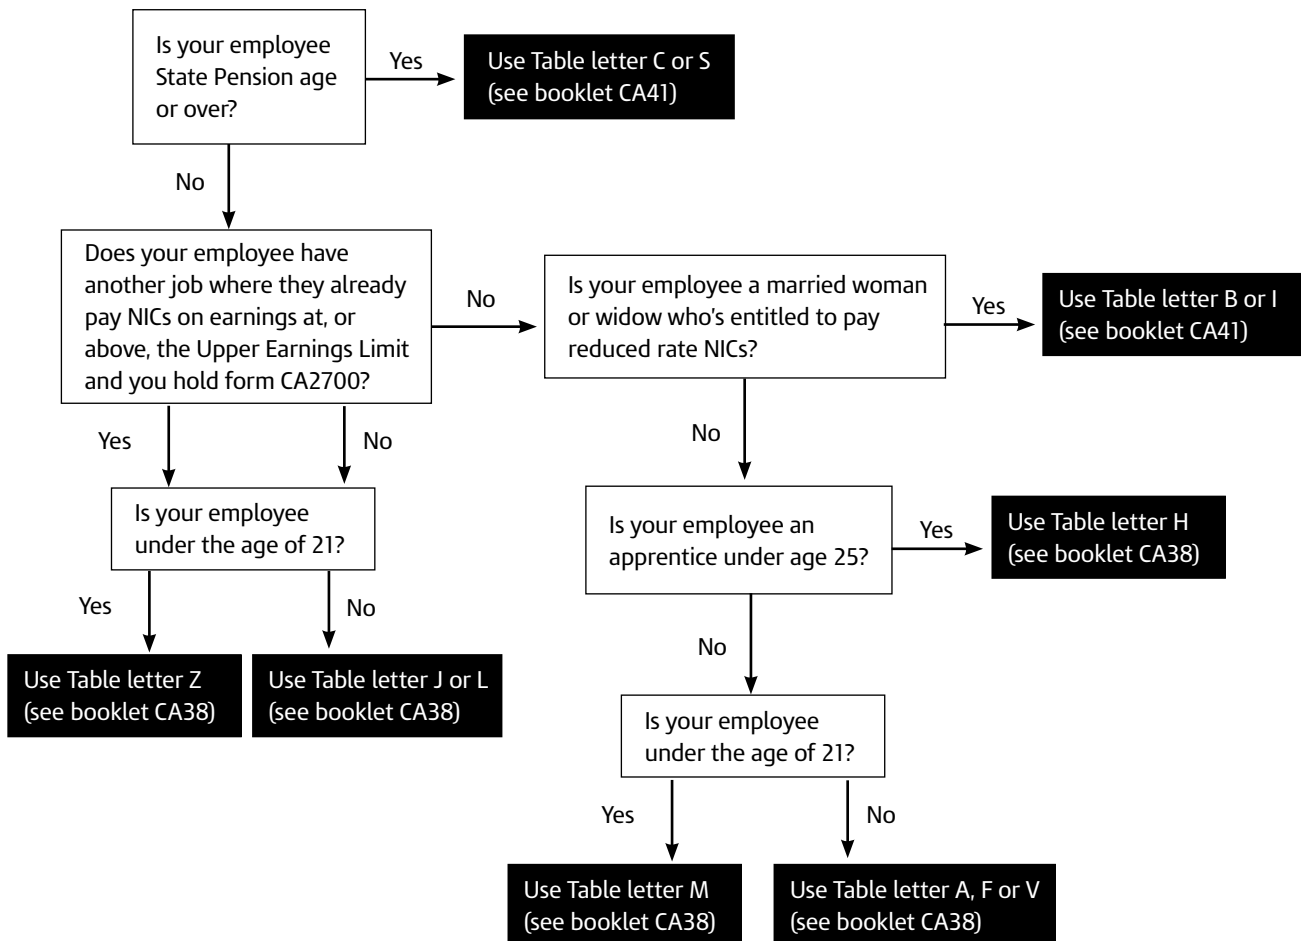 Is your employee
State Pension age
or over?
Yes
Use Table letter C or S
(see booklet CA41)
No
Does your employee have
another job where they already
pay NICs on earnings at, or
above, the Upper Earnings Limit
and you hold form CA2700?
No
Is your employee a married woman
or widow who's entitled to pay
reduced rate NICs?
Yes
Use Table letter B or I
(see booklet CA41)
Yes
No
No
Is your employee
under the age of 21?
Is your employee an
apprentice under age 25?
Yes
Use Table letter H
(see booklet CA38)
Yes
No
No
Use Table letter Z
(see booklet CA38)
Use Table letter J or L
(see booklet CA38)
Is your employee
under the age of 21?
Yes
No
Use Table letter M
(see booklet CA38)
Use Table letter A, F or V
(see booklet CA38)